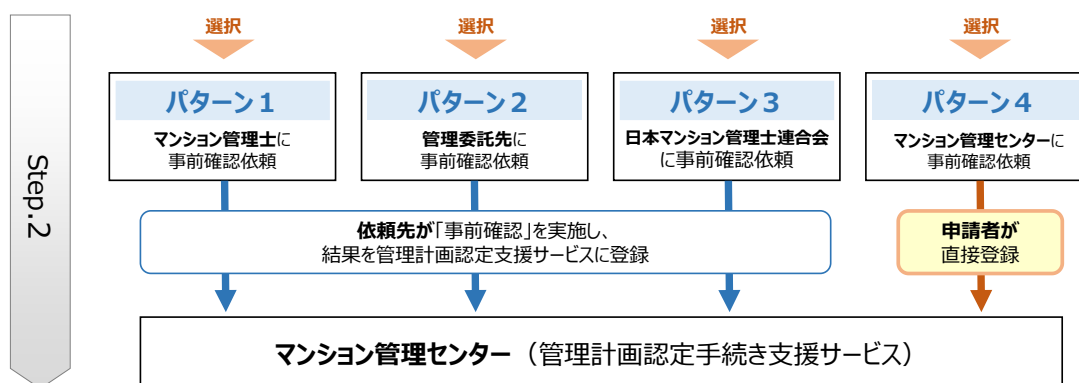 選択
選択
選択
選択
Step.2
パターン１
マンション管理士に
事前確認依頼
パターン２
管理委託先に
事前確認依頼
パターン３
日本マンション管理士連合会
に事前確認依頼
パターン４
マンション管理センターに
事前確認依頼
依頼先が「事前確認」を実施し、
結果を管理計画認定支援サービスに登録
申請者が
直接登録
マンション管理センター（管理計画認定手続き支援サービス）